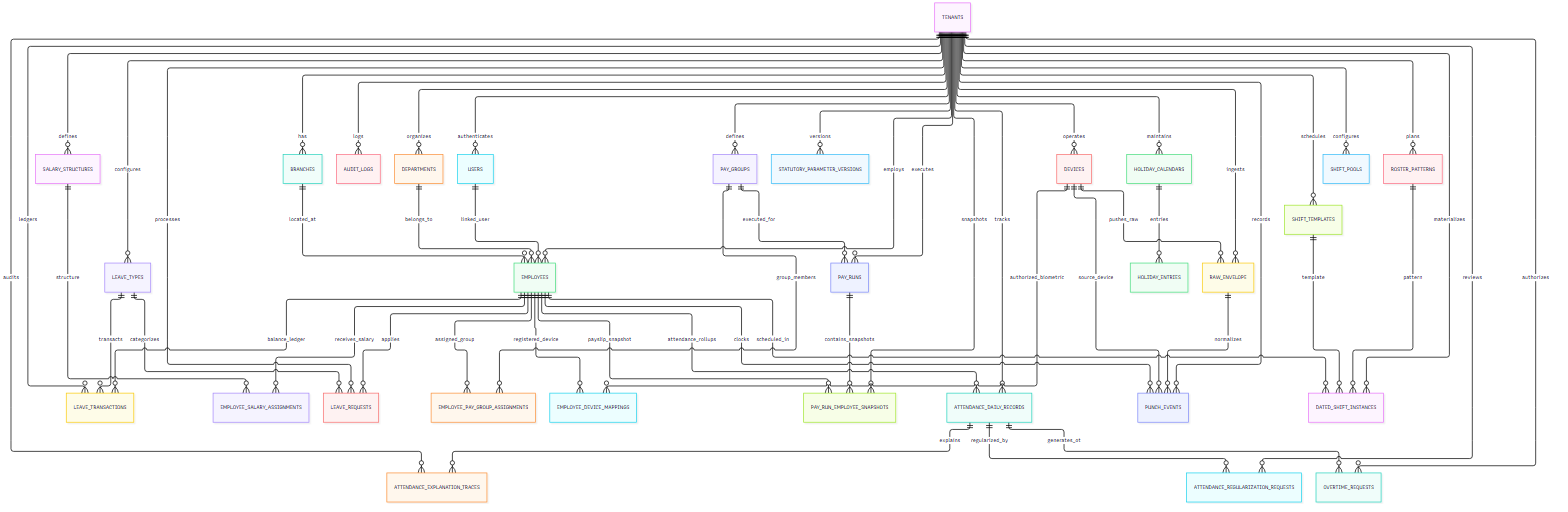 TENANTS
defines
has
logs
organizes
authenticates
defines
versions
operates
maintains
schedules
configures
plans
SALARY_STRUCTURES
configures
BRANCHES
AUDIT_LOGS
DEPARTMENTS
USERS
PAY_GROUPS
STATUTORY_PARAMETER_VERSIONS
employs
executes
DEVICES
HOLIDAY_CALENDARS
ingests
SHIFT_POOLS
ROSTER_PATTERNS
ledgers
processes
located_at
belongs_to
linked_user
executed_for
snapshots
tracks
pushes_raw
entries
records
SHIFT_TEMPLATES
materializes
audits
structure
LEAVE_TYPES
EMPLOYEES
group_members
PAY_RUNS
authorized_biometric
source_device
HOLIDAY_ENTRIES
RAW_ENVELOPE
template
pattern
reviews
authorizes
transacts
categorizes
balance_ledger
receives_salary
applies
assigned_group
registered_device
payslip_snapshot
attendance_rollups
clocks
scheduled_in
contains_snapshots
normalizes
LEAVE_TRANSACTIONS
EMPLOYEE_SALARY_ASSIGNMENTS
LEAVE_REQUESTS
EMPLOYEE_PAY_GROUP_ASSIGNMENTS
EMPLOYEE_DEVICE_MAPPINGS
PAY_RUN_EMPLOYEE_SNAPSHOTS
ATTENDANCE_DAILY_RECORDS
PUNCH_EVENTS
DATED_SHIFT_INSTANCES
explains
regularized_by
generates_ot
ATTENDANCE_EXPLANATION_TRACES
ATTENDANCE_REGULARIZATION_REQUESTS
OVERTIME_REQUESTS